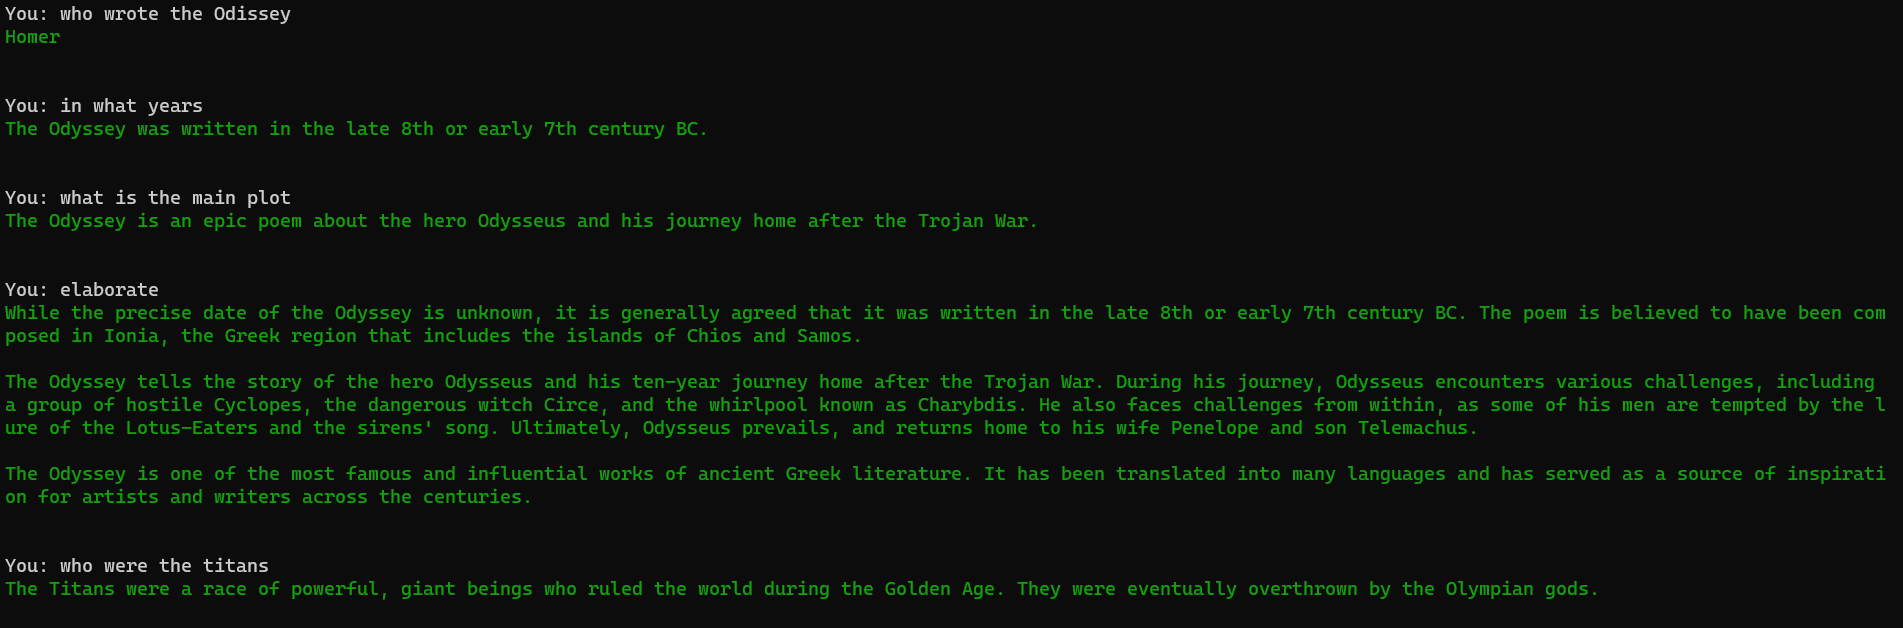 You: who wrote the Odissey
Homer
You: in what years
The Odyssey was written in the late 8th or early 7th century BC.
You: what is the main plot
The Odyssey is an epic poem about the hero Odysseus and his journey home after the Trojan War.
You: elaborate
While the precise date of the Odyssey is unknown, it is generally agreed that it was written in the late 8th or early 7th century BC. The poem is believed to have been com
posed in Ionia, the Greek region that includes the islands of Chios and Samos.
The Odyssey tells the story of the hero Odysseus and his ten-year journey home after the Trojan War. During his journey, Odysseus encounters various challenges, including
a group of hostile Cyclopes, the dangerous witch Circe, and the whirlpool known as Charybdis. He also faces challenges from within, as some of his men are tempted by the l
ure of the Lotus-Eaters and the sirens' song. Ultimately, Odysseus prevails, and returns home to his wife Penelope and son Telemachus.
The Odyssey is one of the most famous and influential works of ancient Greek literature. It has been translated into many languages and has served as a source of inspirati
on for artists and writers across the centuries.
You: who were the titans
The Titans were a race of powerful, giant beings who ruled the world during the Golden Age. They were eventually overthrown by the Olympian gods.